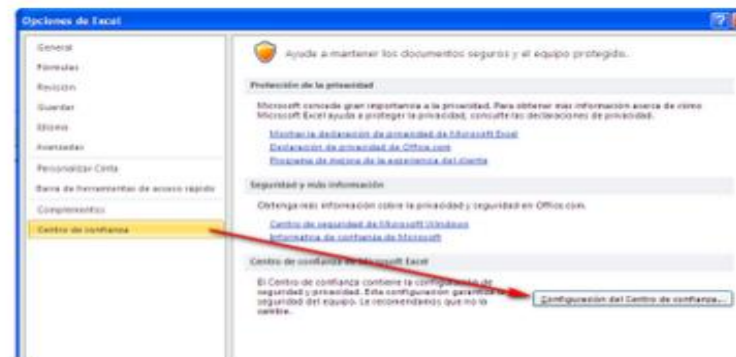 Opciones de Excel
General
Fórmulas
Revisión
Guardar
Idioma
Avanzadas
Personalizar Cinta
Barra de herramientas de acceso rápido
Complementos
Centro de confianza
Ayude a mantener los documentos seguros y el equipo protegido.
Protección de la privacidad
Microsoft concede gran importancia a la privacidad. Para obtener más información acerca de cómo
Microsoft Excel ayuda a proteger la privacidad, consulte las declaraciones de privacidad.
Mostrar la declaración de privacidad de Microsoft Excel
Declaración de privacidad de Office.com
Programa de mejora de la experiencia del cliente
Seguridad y más información
Obtenga más información sobre la privacidad y seguridad en Office.com.
Centro de seguridad de Microsoft Windows
Informática de confianza de Microsoft
Centro de confianza de Microsoft Excel
El Centro de confianza contiene la configuración de
seguridad y privacidad. Esta configuración garantiza la
seguridad del equipo. Le recomendamos que no la
cambie.
Configuración del Centro de confianza...